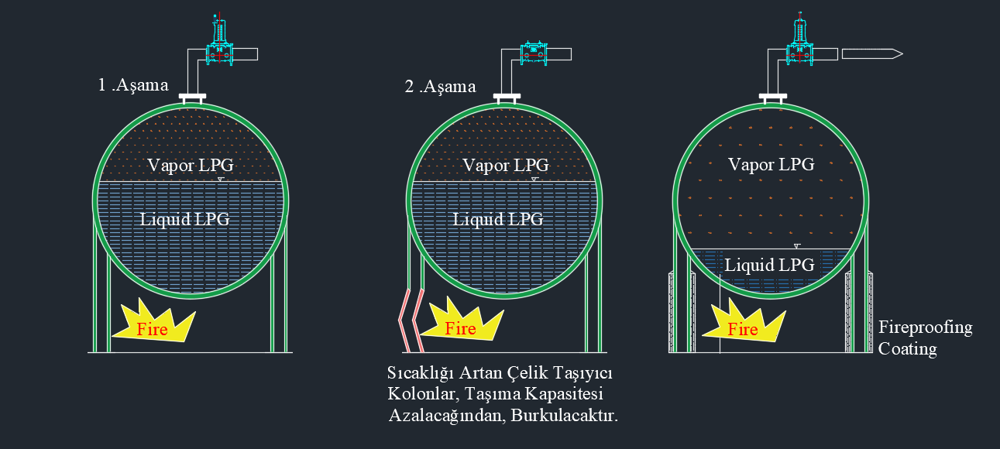 1 .Aşama
Vapor LPG
Liquid LPG
Fire
2 .Aşama
Vapor LPG
Liquid LPG
Fire
Sıcaklığı Artan Çelik Taşıyıcı
Kolonlar, Taşıma Kapasitesi
Azalacağından, Burkulacaktır.
Vapor LPG
Liquid LPG
Fire
Fireproofing
Coating